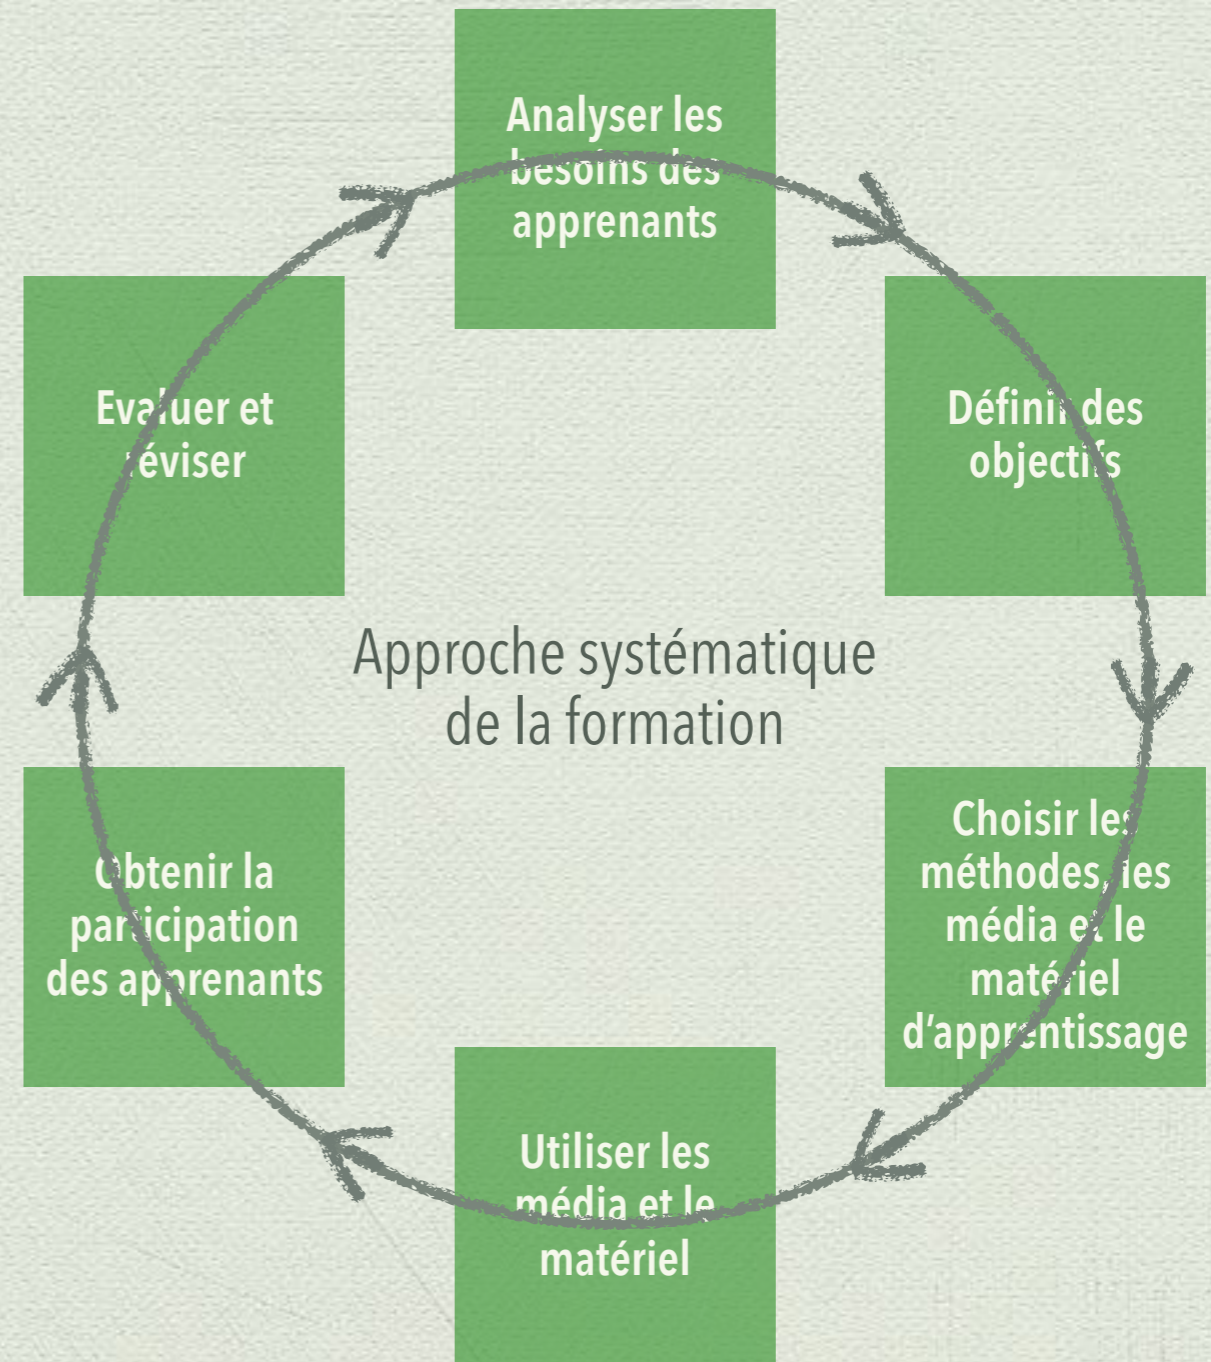 Analyser les
besoins des
apprenants
Définir des
objectifs
Choisir les
méthodes, les
média et le
matériel
d'apprentissage
Utiliser les
média et le
matériel
Obtenir la
participation
des apprenants
Evaluer et
réviser
Approche systématique
de la formation